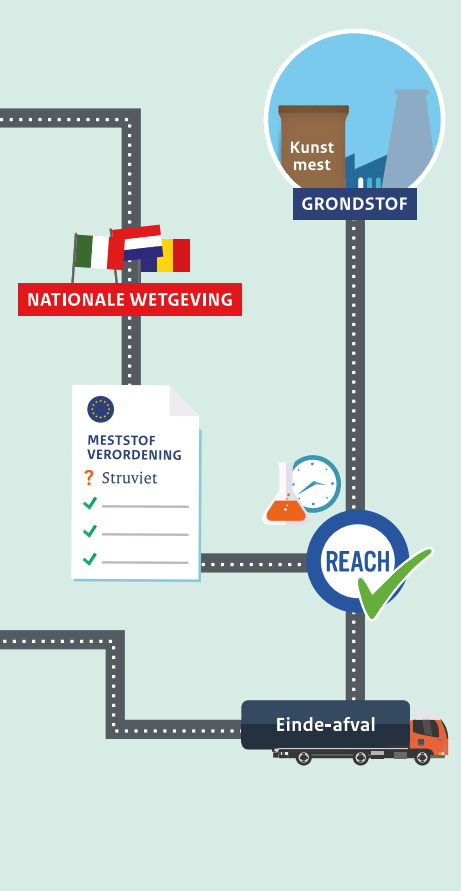 Kunst
mest
GRONDSTOF
NATIONALE WETGEVING
MESTSTOF
VERORDENING
? Struviet
REACH
Einde-afval